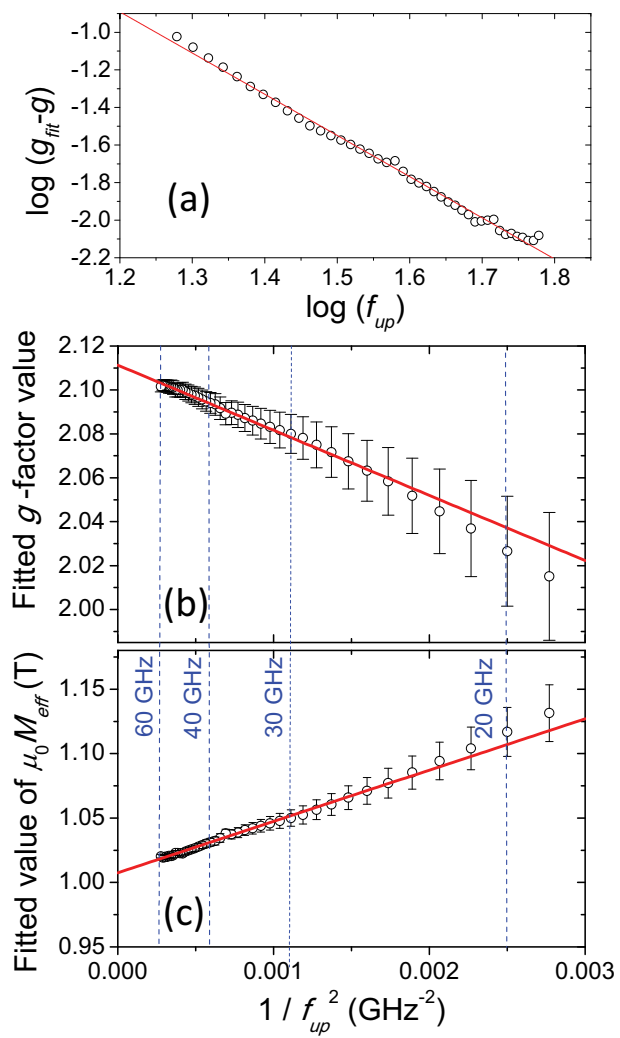 -1.0
-1.2
-1.4
-1.6
-1.8
-2.0
-2.2
log (g_fit-g)
(a)
1.2 1.3 1.4 1.5 1.6 1.7 1.8
log (f_up)
2.12
2.10
2.08
2.06
2.04
2.02
2.00
Fitted g-factor value
(b)
1.15
1.10
1.05
1.00
0.95
Fitted value of μ₀M_eff (T)
60 GHz
40 GHz
30 GHz
20 GHz
(c)
0.000 0.001 0.002 0.003
1 / f_up² (GHz⁻²)